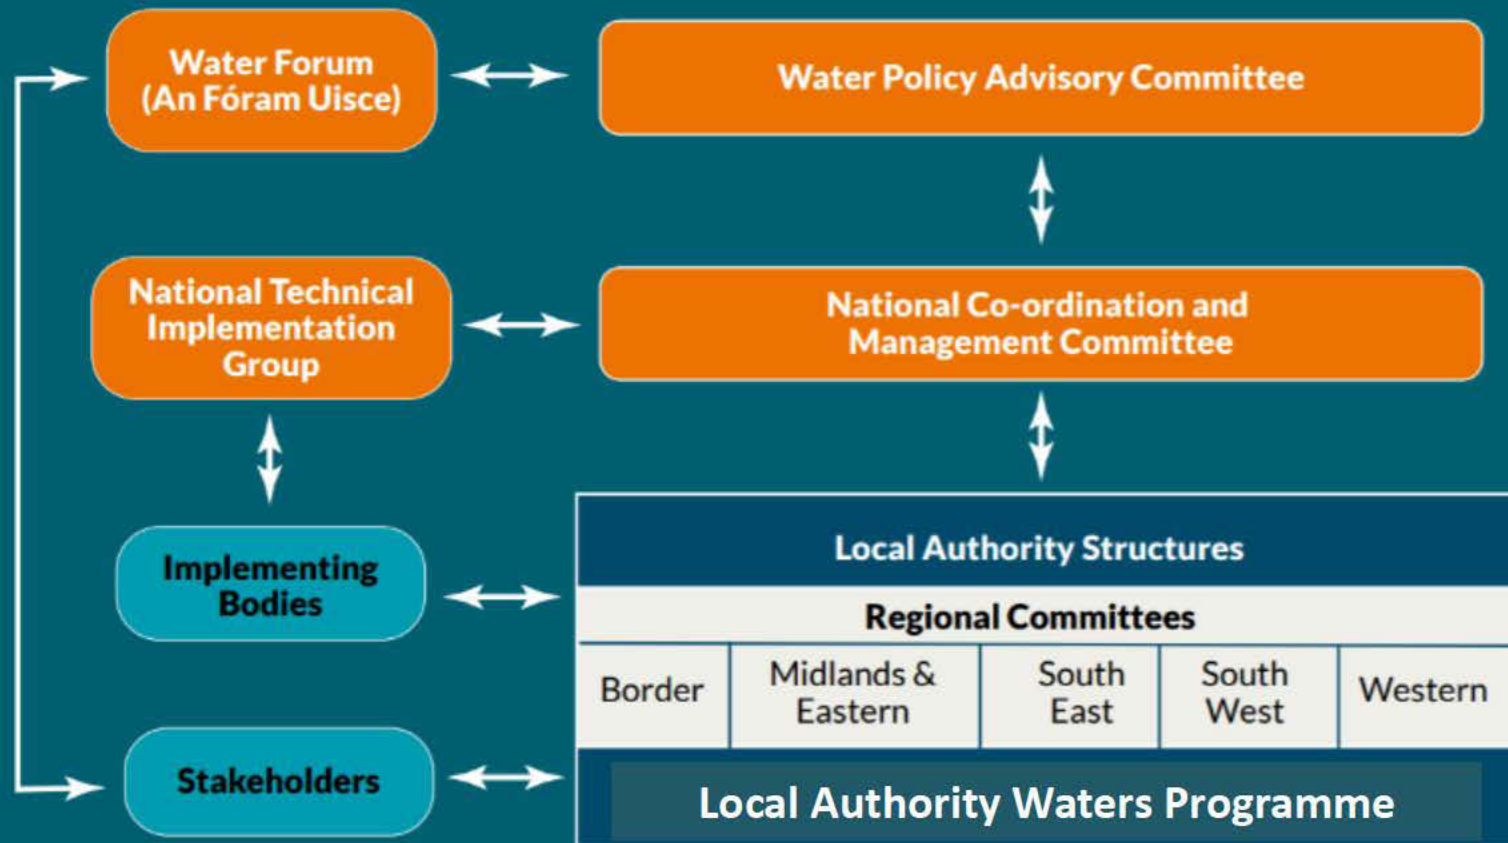 Water Forum
(An Fóram Uisce)
Water Policy Advisory Committee
National Technical
Implementation
Group
National Co-ordination and
Management Committee
Implementing
Bodies
Local Authority Structures
Regional Committees
Border
Midlands &
Eastern
South
East
South
West
Western
Stakeholders
Local Authority Waters Programme